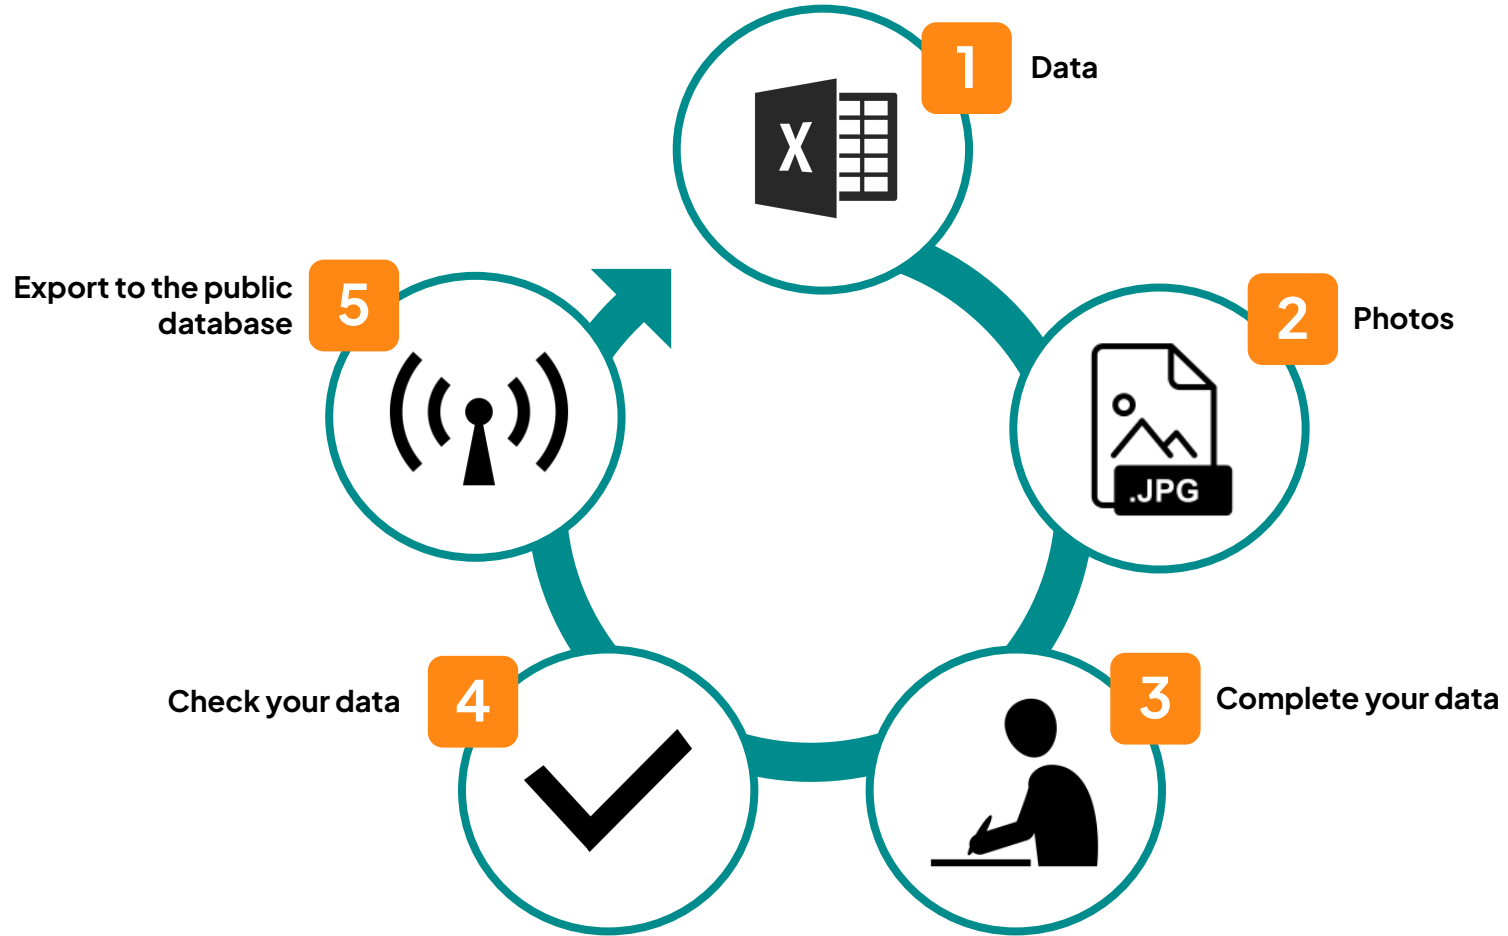 1
Data
X
2
Photos
.JPG
3
Complete your data
4
Check your data
5
Export to the public
database